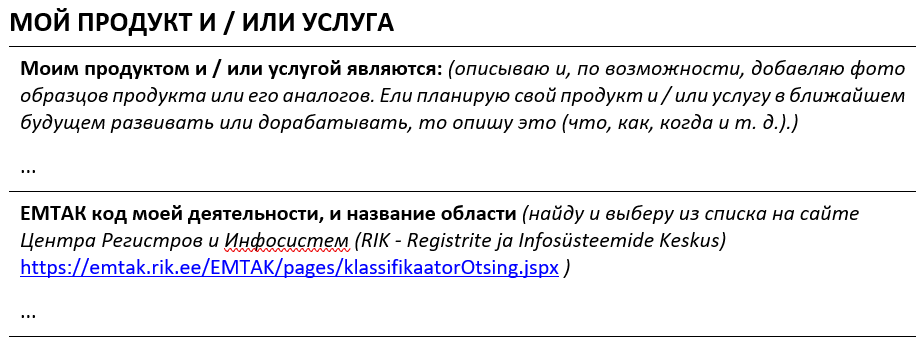 МОЙ ПРОДУКТ И / ИЛИ УСЛУГА
Моим продуктом и / или услугой являются: (описываю и, по возможности, добавляю фото
образцов продукта или его аналогов. Ели планирую свой продукт и / или услугу в ближайшем
будущем развивать или дорабатывать, то опишу это (что, как, когда и т. д.).)
...
EMTAK код моей деятельности, и название области (найду и выберу из списка на сайте
Центра Регистров и Инфосистем (RIK - Registrite ja Infosüsteemide Keskus)
https://emtak.rik.ee/EMTAK/pages/klassifikaatorOtsing.jspx )
...